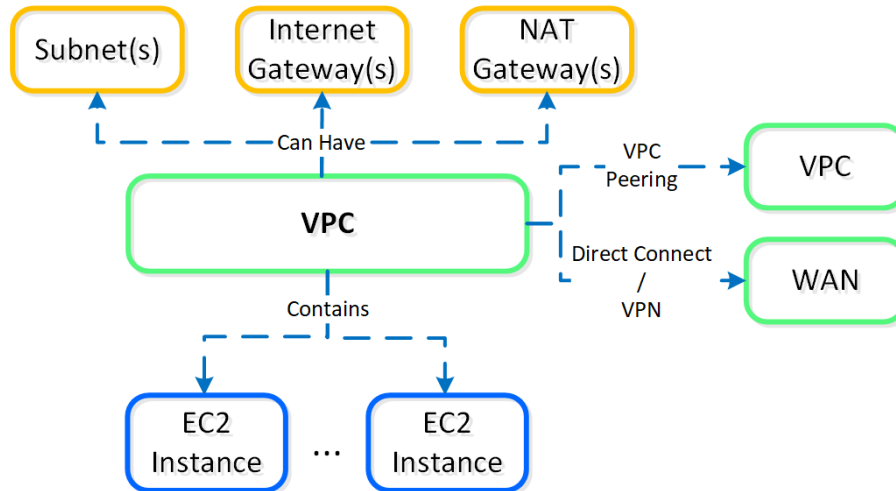 Subnet(s)
Internet
Gateway(s)
NAT
Gateway(s)
Can Have
VPC
Peering
VPC
VPC
Direct Connect
/
VPN
WAN
Contains
EC2
Instance
...
EC2
Instance